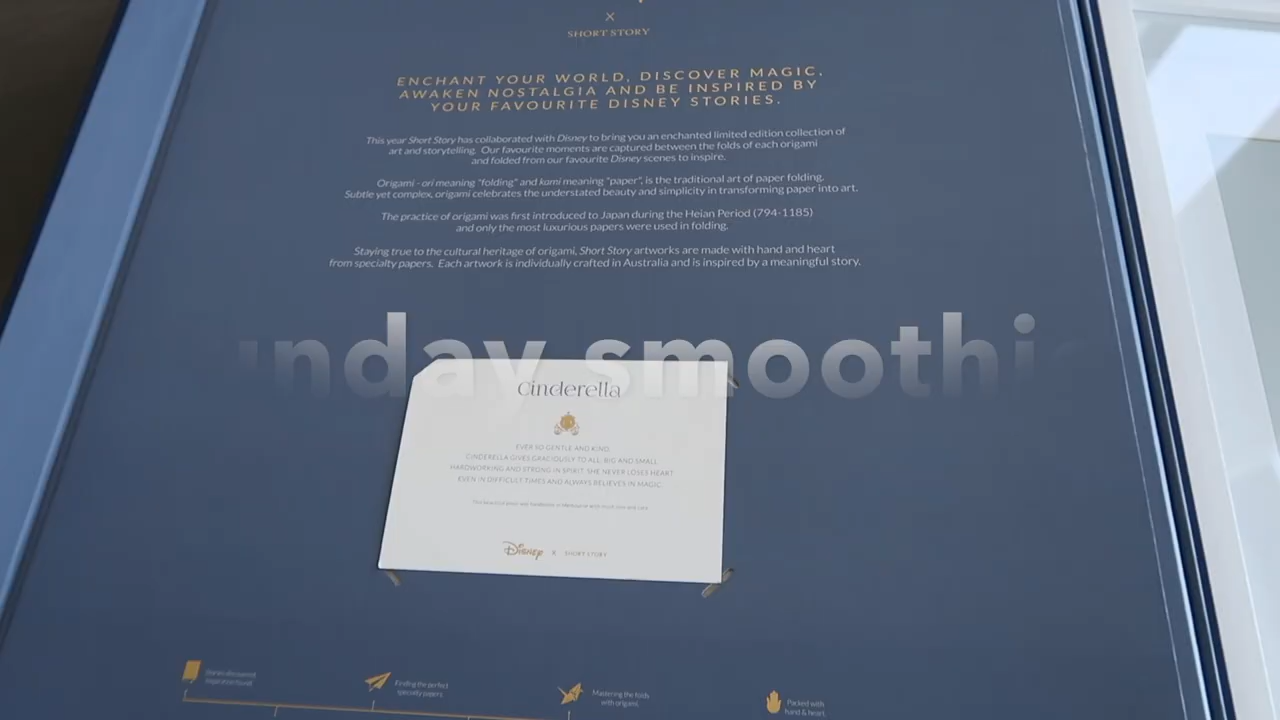 X
SHORT STORY
ENCHANT YOUR WORLD, DISCOVER MAGIC,
AWAKEN NOSTALGIA AND BE INSPIRED BY
YOUR FAVOURITE DISNEY STORIES.
This year Short Story has collaborated with Disney to bring you an enchanted limited edition collection of
art and storytelling. Our favourite moments are captured between the folds of each origami
and folded from our favourite Disney scenes to inspire.
Origami - ori meaning "folding" and kami meaning "paper", is the traditional art of paper folding.
Subtle yet complex, origami celebrates the understated beauty and simplicity in transforming paper into art.
The practice of origami was first introduced to Japan during the Heian Period (794-1185)
and only the most luxurious papers were used in folding.
Staying true to the cultural heritage of origami, Short Story artworks are made with hand and heart
from specialty papers. Each artwork is individually crafted in Australia and is inspired by a meaningful story.
unday smoothi
Cinderella
EVER SO GENTLE AND KIND,
CINDERELLA GIVES GRACIOUSLY TO ALL, BIG AND SMALL.
HARDWORKING AND STRONG IN SPIRIT, SHE NEVER LOSES HEART
EVEN IN DIFFICULT TIMES AND ALWAYS BELIEVES IN MAGIC.
Disney X SHORT STORY
Finding the perfect
specialty papers.
Mastering the folds
with origami.
Packed with
hand & heart